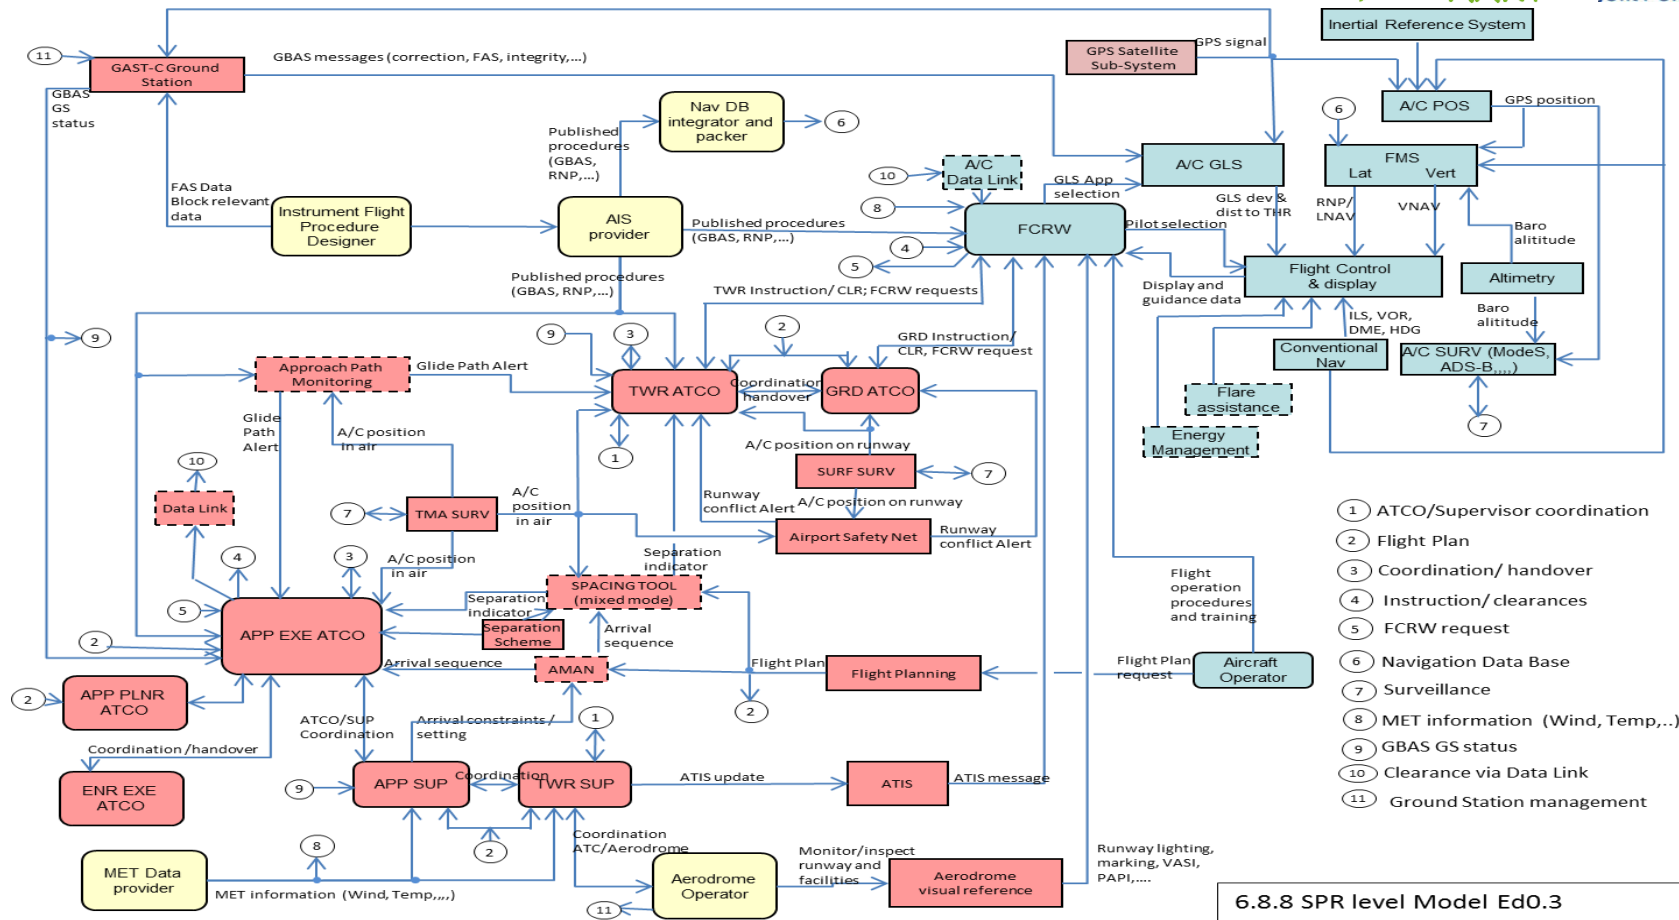 Inertial Reference System
GPS signal
GPS Satellite
Sub-System
11
GBAS messages (correction, FAS, integrity,...)
GAST-C Ground
Station
GBAS
GS
status
Nav DB
integrator and
packer
6
Published
procedures
(GBAS,
RNP,...)
6
A/C POS
GPS position
A/C GLS
FMS
Lat
Vert
A/C
Data Link
10
GLS App
selection
8
FAS Data
Block relevant
data
Instrument Flight
Procedure
Designer
AIS
provider
Published procedures
(GBAS, RNP,...)
FCRW
Pilot selection
GLS dev &
dist to THR
RNP/
LNAV
VNAV
Baro
alititude
4
5
Published procedures
(GBAS, RNP,...)
Flight Control
& display
Altimetry
Display and
guidance data
TWR Instruction/ CLR; FCRW requests
Baro
alititude
ILS, VOR,
DME, HDG
9
9
3
2
GRD Instruction/
CLR, FCRW request
Conventional
Nav
A/C SURV (ModeS,
ADS-B,,,,)
Approach Path
Monitoring
Glide Path Alert
TWR ATCO
Coordination
handover
GRD ATCO
Flare
assistance
Energy
Management
7
Glide
Path
Alert
A/C position
in air
1
A/C position on runway
SURF SURV
7
10
Data Link
7
TMA SURV
A/C
position
in air
Runway
conflict Alert
A/C position on runway
Airport Safety Net
Runway
conflict Alert
4
3
A/C position
in air
Separation
indicator
SPACING TOOL
(mixed mode)
Flight
operation
procedures
and training
5
APP EXE ATCO
Separation
indicator
Separation
Scheme
Arrival
sequence
2
Arrival sequence
AMAN
Flight Plan
Flight Planning
Flight Plan
request
Aircraft
Operator
2
APP PLNR
ATCO
2
ATCO/SUP
Coordination
Arrival constraints /
setting
1
Coordination /handover
ENR EXE
ATCO
9
APP SUP
Coordination
TWR SUP
ATIS update
ATIS
ATIS message
2
8
Coordination
ATC/Aerodrome
MET Data
provider
MET information (Wind, Temp,,,,)
Aerodrome
Operator
11
Monitor/inspect
runway and
facilities
Aerodrome
visual reference
Runway lighting,
marking, VASI,
PAPI,....
1 ATCO/Supervisor coordination
2 Flight Plan
3 Coordination/ handover
4 Instruction/ clearances
5 FCRW request
6 Navigation Data Base
7 Surveillance
8 MET information (Wind, Temp,..)
9 GBAS GS status
10 Clearance via Data Link
11 Ground Station management
6.8.8 SPR level Model Ed0.3